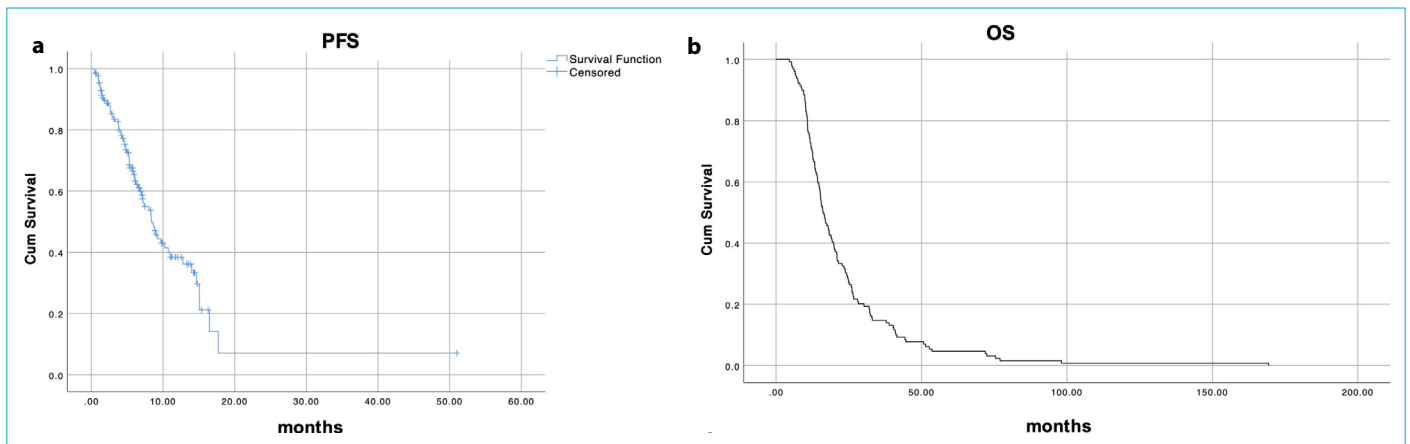 a
PFS
Survival Function
Censored
1.0
0.8
0.6
0.4
0.2
0.0
Cum Survival
.00 10.00 20.00 30.00 40.00 50.00 60.00
months
b
OS
1.0
0.8
0.6
0.4
0.2
0.0
Cum Survival
.00 50.00 100.00 150.00 200.00
months